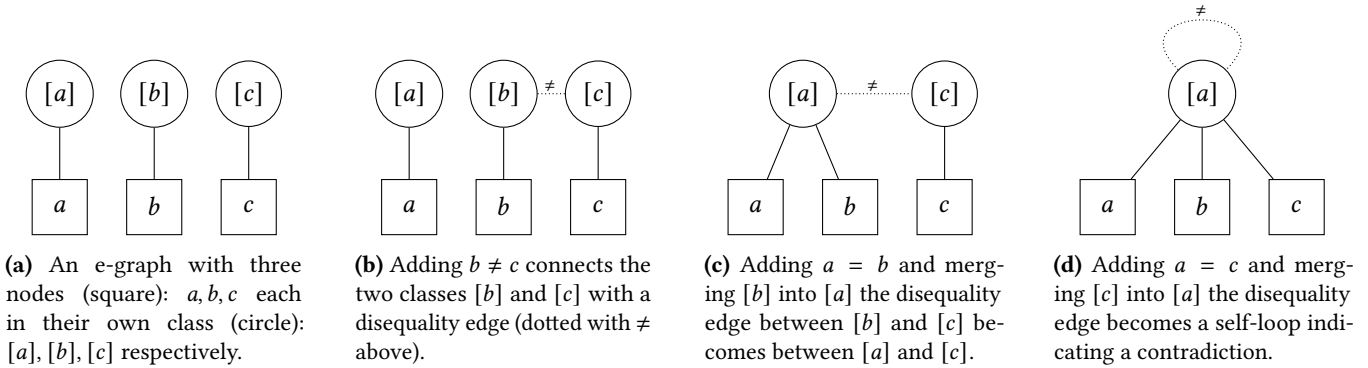 [a] [b] [c]
a b c
(a) An e-graph with three
nodes (square): a, b, c each
in their own class (circle):
[a], [b], [c] respectively.
[a] [b] ≠ [c]
a b c
(b) Adding b ≠ c connects the
two classes [b] and [c] with a
disequality edge (dotted with ≠
above).
[a] ≠ [c]
a b c
(c) Adding a = b and merg-
ing [b] into [a] the disequality
edge between [b] and [c] be-
comes between [a] and [c].
≠
[a]
a b c
(d) Adding a = c and merg-
ing [c] into [a] the disequality
edge becomes a self-loop indi-
cating a contradiction.